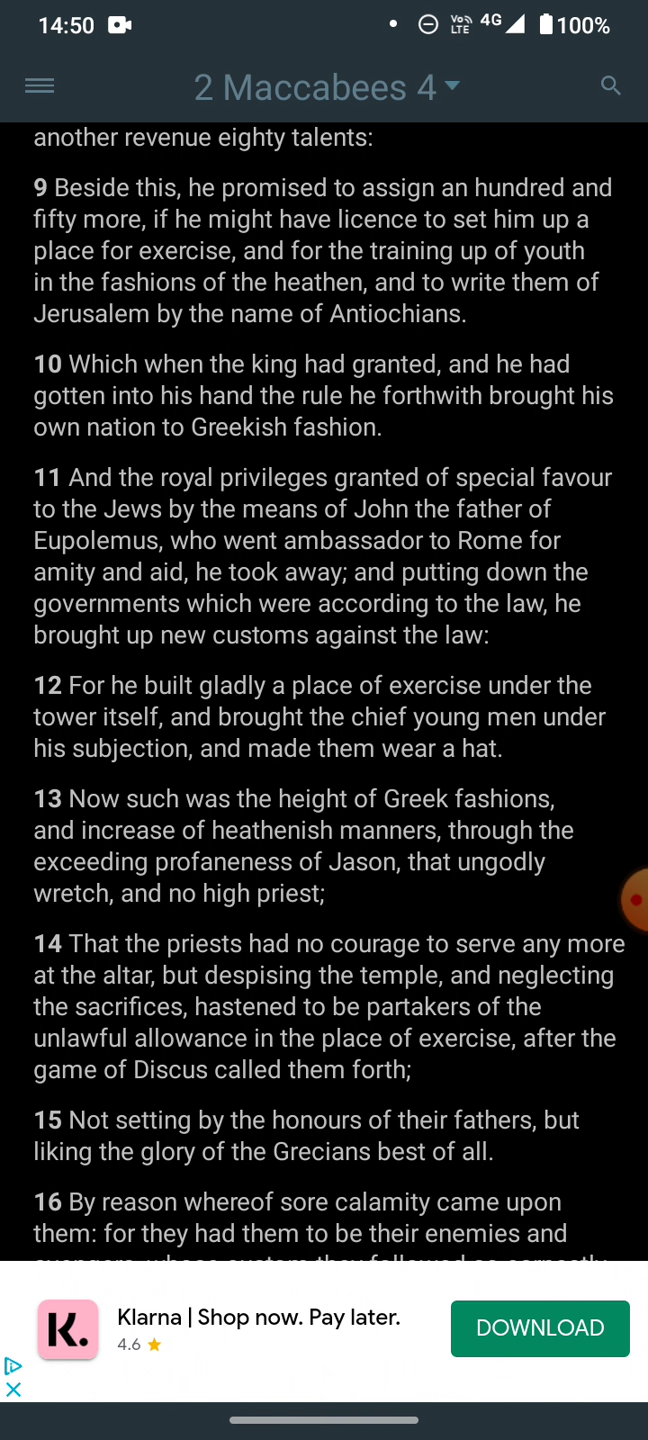 14:50
Vo LTE 4G 100%
2 Maccabees 4
another revenue eighty talents:
9 Beside this, he promised to assign an hundred and
fifty more, if he might have licence to set him up a
place for exercise, and for the training up of youth
in the fashions of the heathen, and to write them of
Jerusalem by the name of Antiochians.
10 Which when the king had granted, and he had
gotten into his hand the rule he forthwith brought his
own nation to Greekish fashion.
11 And the royal privileges granted of special favour
to the Jews by the means of John the father of
Eupolemus, who went ambassador to Rome for
amity and aid, he took away; and putting down the
governments which were according to the law, he
brought up new customs against the law:
12 For he built gladly a place of exercise under the
tower itself, and brought the chief young men under
his subjection, and made them wear a hat.
13 Now such was the height of Greek fashions,
and increase of heathenish manners, through the
exceeding profaneness of Jason, that ungodly
wretch, and no high priest;
14 That the priests had no courage to serve any more
at the altar, but despising the temple, and neglecting
the sacrifices, hastened to be partakers of the
unlawful allowance in the place of exercise, after the
game of Discus called them forth;
15 Not setting by the honours of their fathers, but
liking the glory of the Grecians best of all.
16 By reason whereof sore calamity came upon
them: for they had them to be their enemies and
K.
Klarna | Shop now. Pay later.
4.6
DOWNLOAD